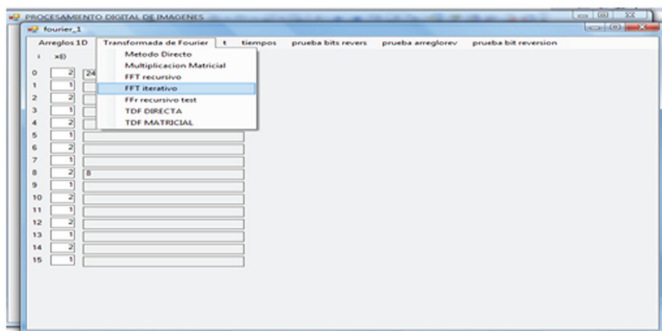 PROCESAMIENTO DIGITAL DE IMAGENES
fourier_1
Arreglos 1D Transformada de Fourier t tiempos prueba bits revers prueba arreglorev prueba bit reversion
i x(i) Metodo Directo
Multiplicacion Matricial
0 2 24 FFT recursivo
1 1 FFT iterativo
2 2 FFr recursivo test
3 1 TDF DIRECTA
4 2 TDF MATRICIAL
5 1
6 2
7 1
8 2 8
9 1
10 2
11 1
12 2
13 1
14 2
15 1